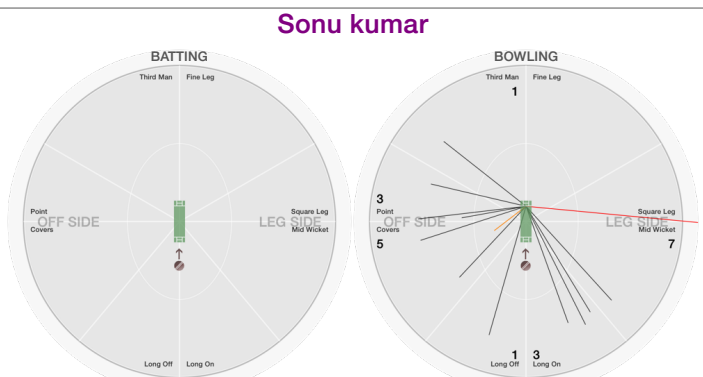 Sonu kumar
BATTING
Third Man Fine Leg
Point
OFF SIDE
Covers
Square Leg
LEG SIDE
Mid Wicket
Long Off Long On
BOWLING
Third Man Fine Leg
1
3
Point
OFF SIDE
Covers
5
Square Leg
LEG SIDE
Mid Wicket
7
1 3
Long Off Long On